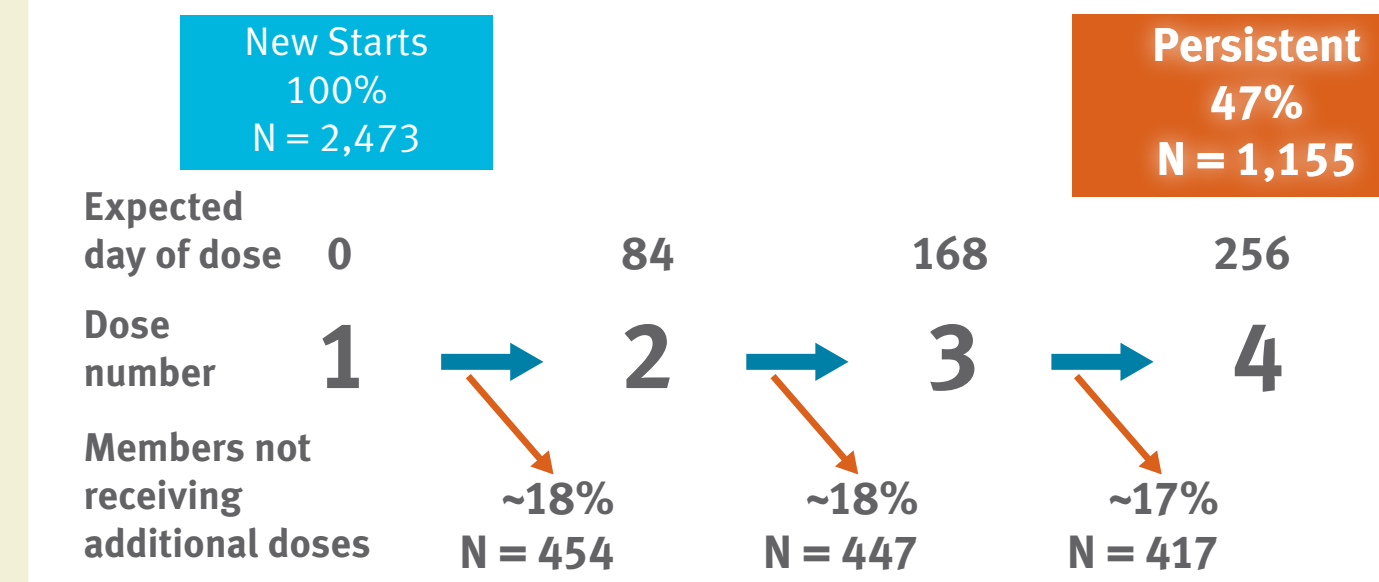 New Starts
100%
N = 2,473
Persistent
47%
N = 1,155
Expected
day of dose 0 84 168 256
Dose
number 1 2 3 4
Members not
receiving
additional doses
~18% ~18% ~17%
N = 454 N = 447 N = 417